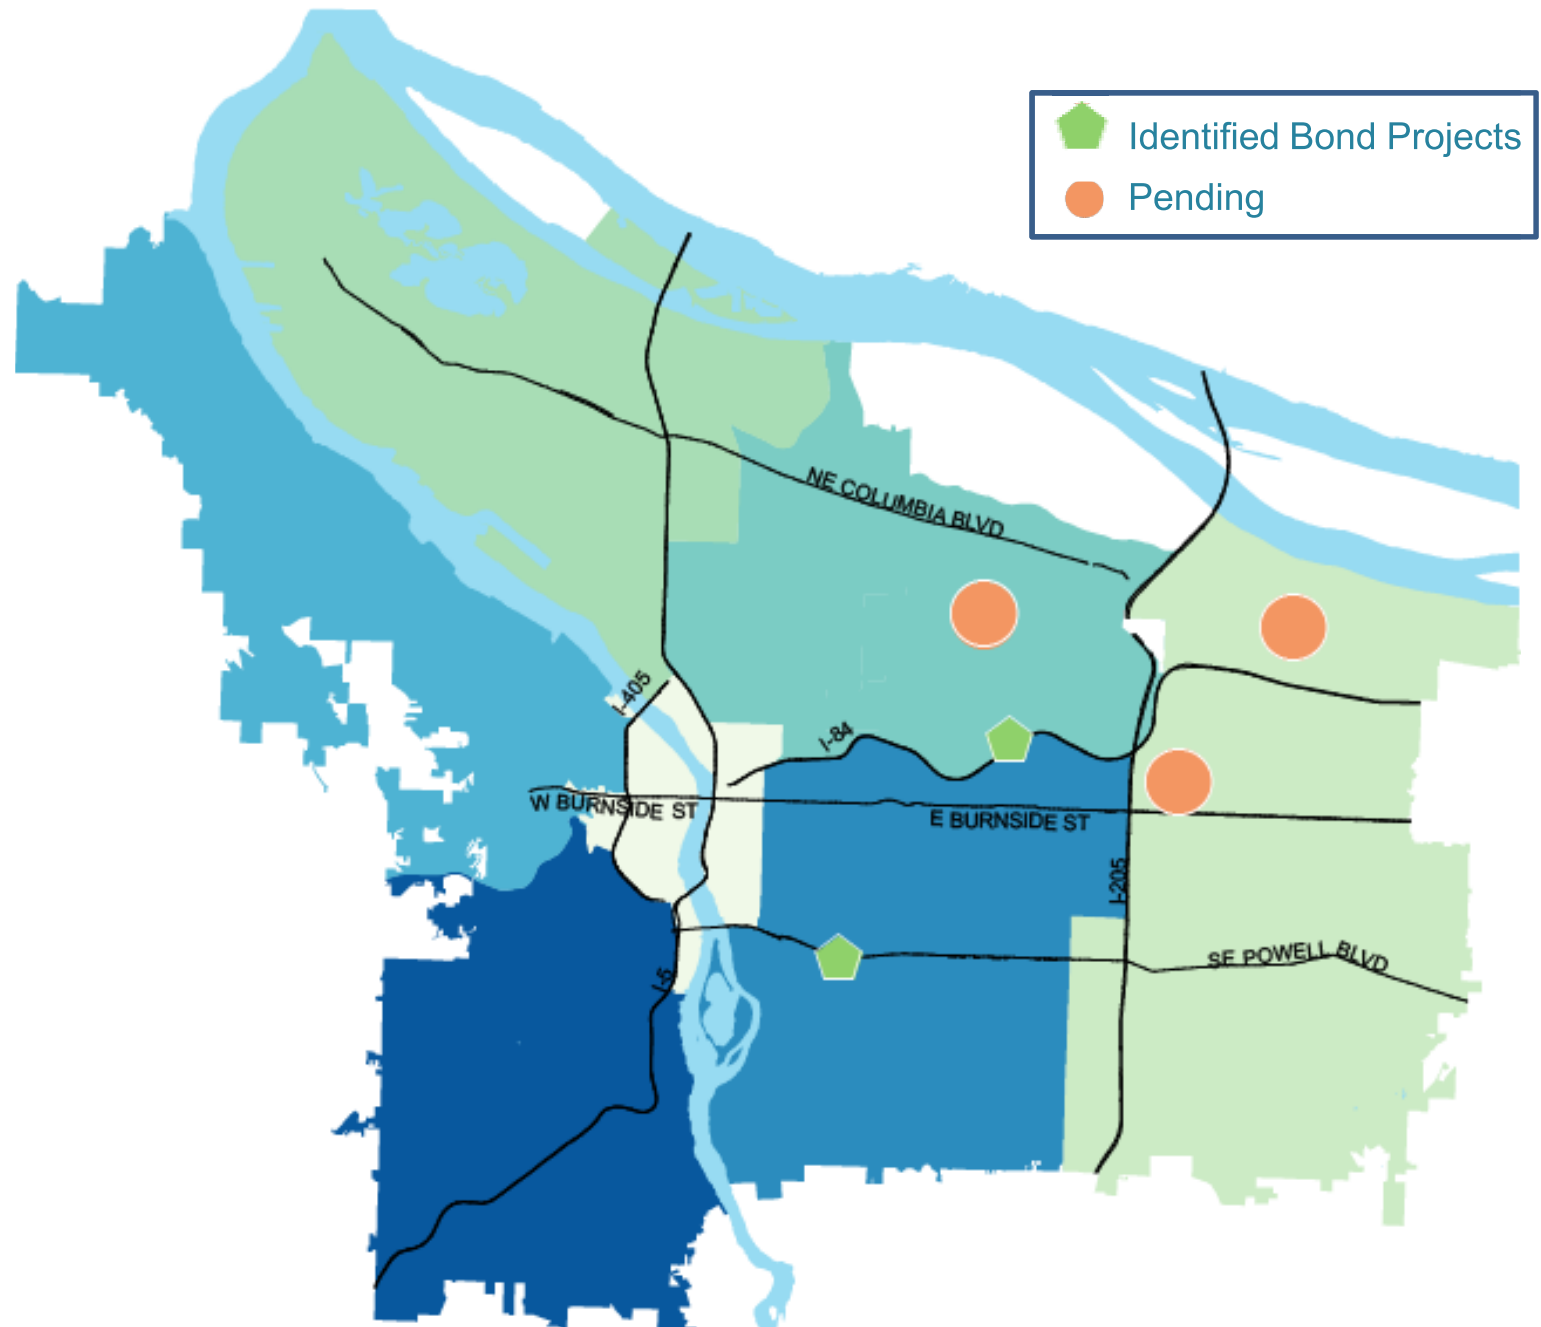 Identified Bond Projects
Pending
NE COLUMBIA BLVD
I-405
I-84
W BURNSIDE ST
E BURNSIDE ST
I-205
SE POWELL BLVD
I-5